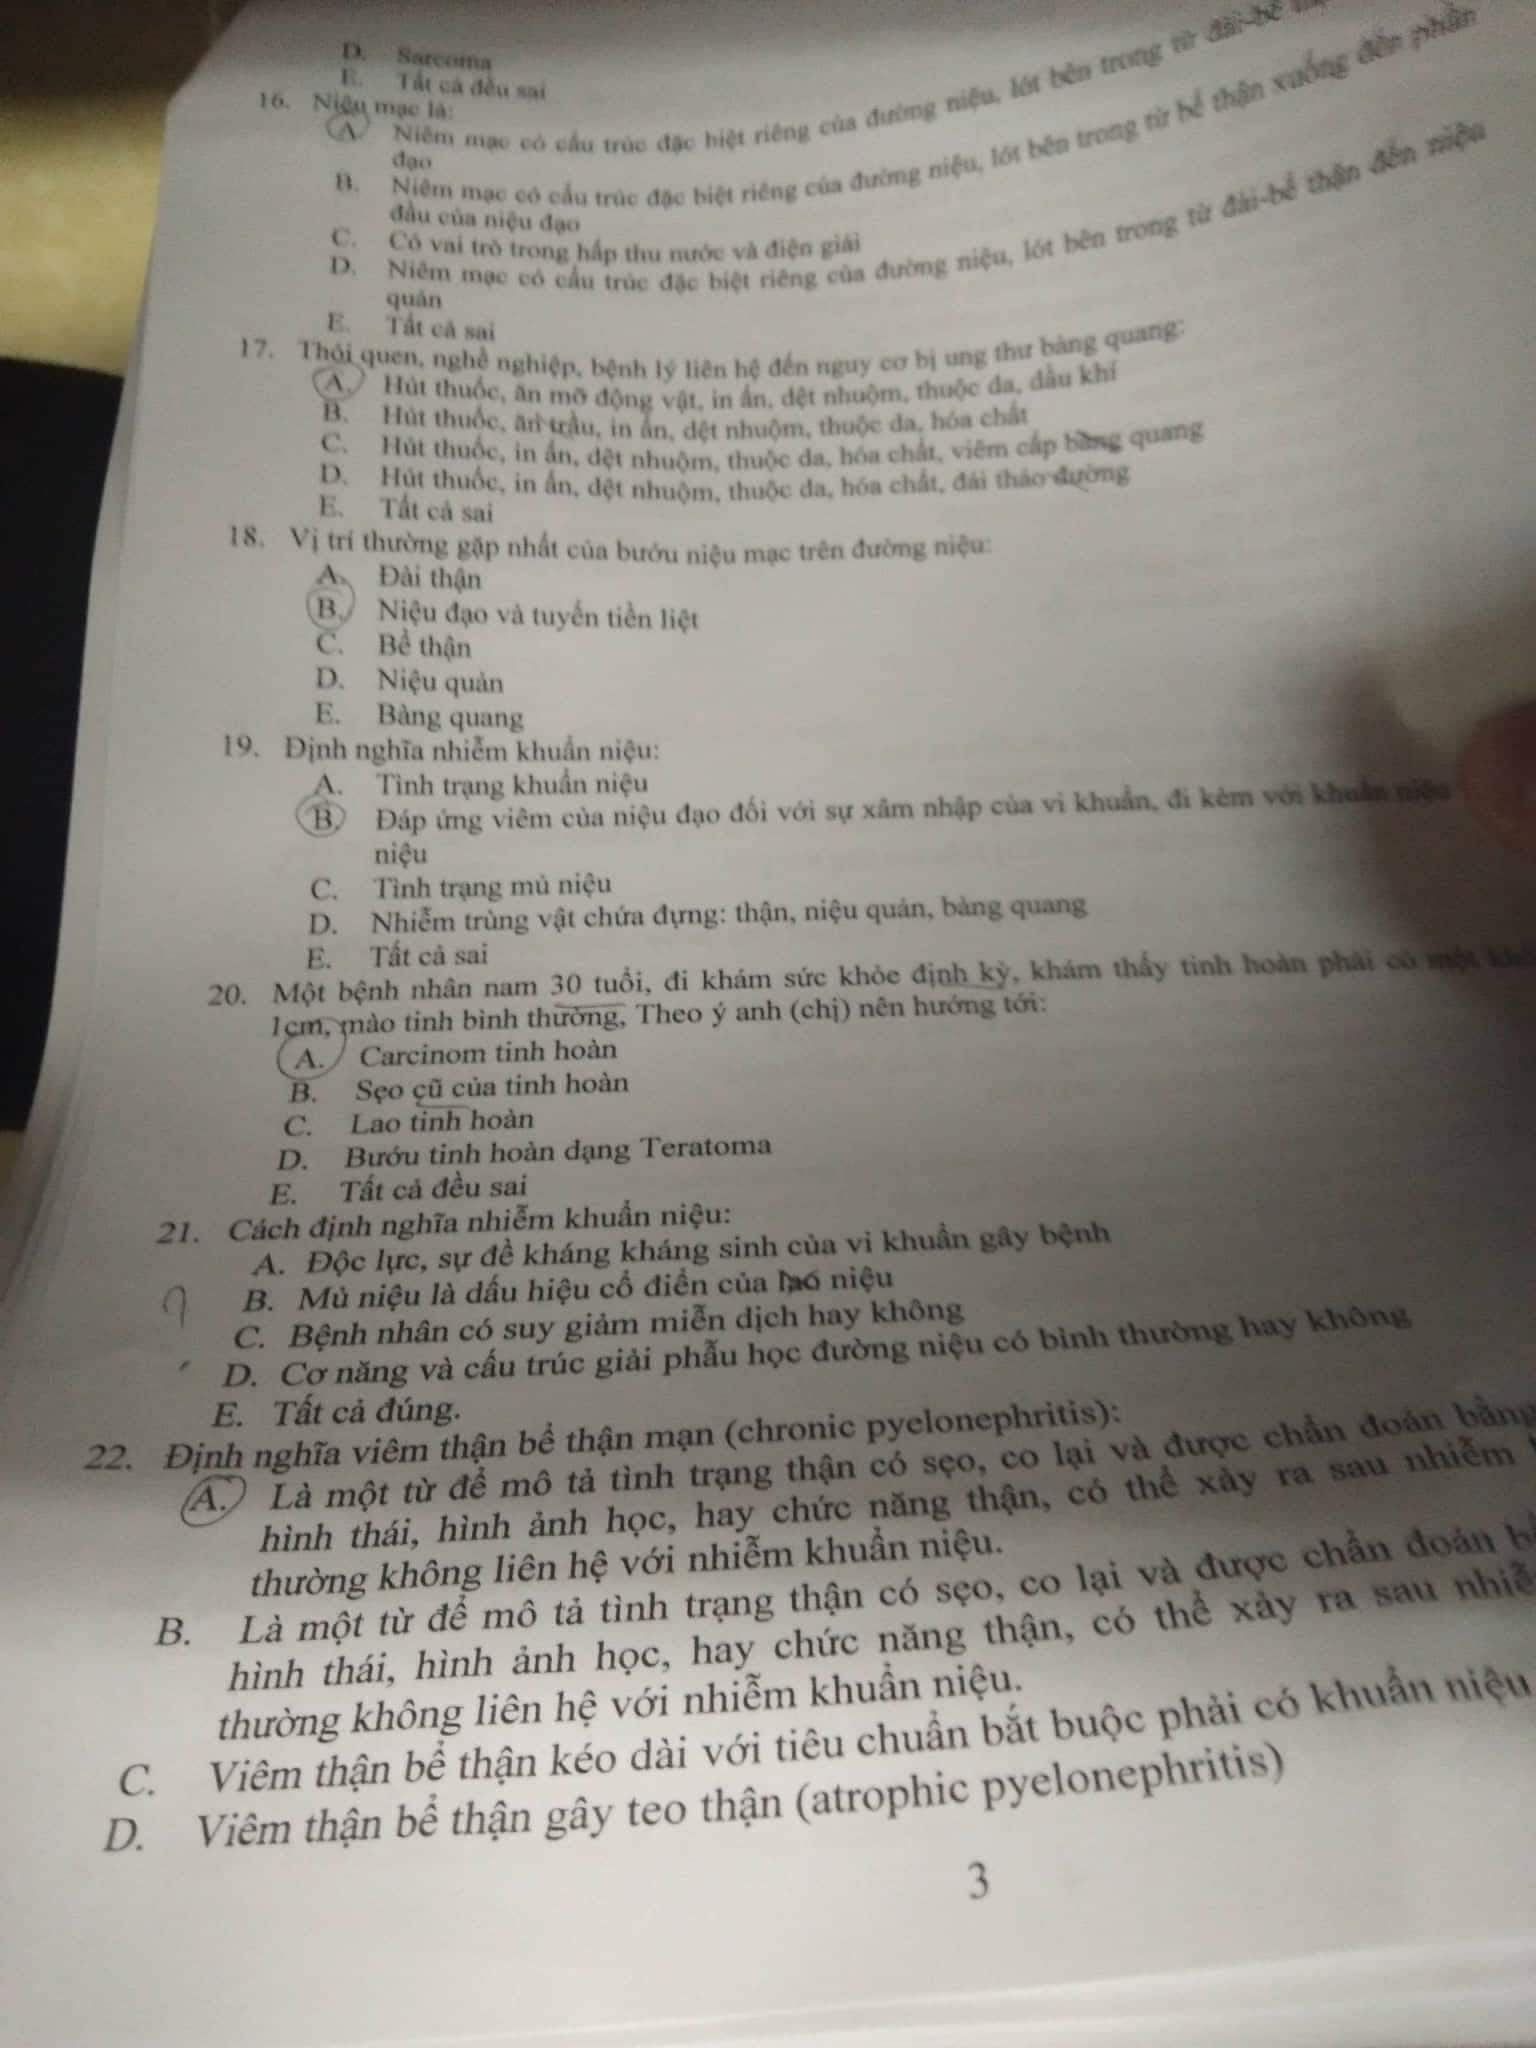 D. Sarcoma
E. Tất cả đều sai
16. Niệu mạc là:
A Niêm mạc có cấu trúc đặc biệt riêng của đường niệu, lót bên trong từ đài-bể
đạo
B. Niêm mạc có cấu trúc đặc biệt riêng của đường niệu, lót bên trong từ bể thận xuống đến phần
đầu của niệu đạo
C. Có vai trò trong hấp thu nước và điện giải
D. Niêm mạc có cấu trúc đặc biệt riêng của đường niệu, lót bên trong từ đài-bể thận đến niệu
quản
E. Tất cả sai
17. Thói quen, nghề nghiệp, bệnh lý liên hệ đến nguy cơ bị ung thư bàng quang:
A. Hút thuốc, ăn mỡ động vật, in ấn, dệt nhuộm, thuộc da, dầu khí
B. Hút thuốc, ăn trầu, in ấn, dệt nhuộm, thuộc da, hóa chất
C. Hút thuốc, in ấn, dệt nhuộm, thuộc da, hóa chất, viêm cấp bàng quang
D. Hút thuốc, in ấn, dệt nhuộm, thuộc da, hóa chất, đái tháo đường
E. Tất cả sai
18. Vị trí thường gặp nhất của bướu niệu mạc trên đường niệu:
A. Đài thận
B. Niệu đạo và tuyến tiền liệt
C. Bể thận
D. Niệu quản
E. Bàng quang
19. Định nghĩa nhiễm khuẩn niệu:
A. Tình trạng khuẩn niệu
B. Đáp ứng viêm của niệu đạo đối với sự xâm nhập của vi khuẩn, đi kèm với khuẩn niệu
niệu
C. Tình trạng mủ niệu
D. Nhiễm trùng vật chứa đựng: thận, niệu quản, bàng quang
E. Tất cả sai
20. Một bệnh nhân nam 30 tuổi, đi khám sức khỏe định kỳ, khám thấy tinh hoàn phải có một
1cm, mào tinh bình thường, Theo ý anh (chị) nên hướng tới:
A. Carcinom tinh hoàn
B. Sẹo cũ của tinh hoàn
C. Lao tinh hoàn
D. Bướu tinh hoàn dạng Teratoma
E. Tất cả đều sai
21. Cách định nghĩa nhiễm khuẩn niệu:
A. Độc lực, sự đề kháng kháng sinh của vi khuẩn gây bệnh
B. Mủ niệu là dấu hiệu cổ điển của lao niệu
C. Bệnh nhân có suy giảm miễn dịch hay không
D. Cơ năng và cấu trúc giải phẫu học đường niệu có bình thường hay không
E. Tất cả đúng.
22. Định nghĩa viêm thận bể thận mạn (chronic pyelonephritis):
A. Là một từ để mô tả tình trạng thận có sẹo, co lại và được chẩn đoán bằng
hình thái, hình ảnh học, hay chức năng thận, có thể xảy ra sau nhiễm
thường không liên hệ với nhiễm khuẩn niệu.
B. Là một từ để mô tả tình trạng thận có sẹo, co lại và được chẩn đoán
hình thái, hình ảnh học, hay chức năng thận, có thể xảy ra sau
thường không liên hệ với nhiễm khuẩn niệu.
C. Viêm thận bể thận kéo dài với tiêu chuẩn bắt buộc phải có khuẩn niệu
D. Viêm thận bể thận gây teo thận (atrophic pyelonephritis)
3